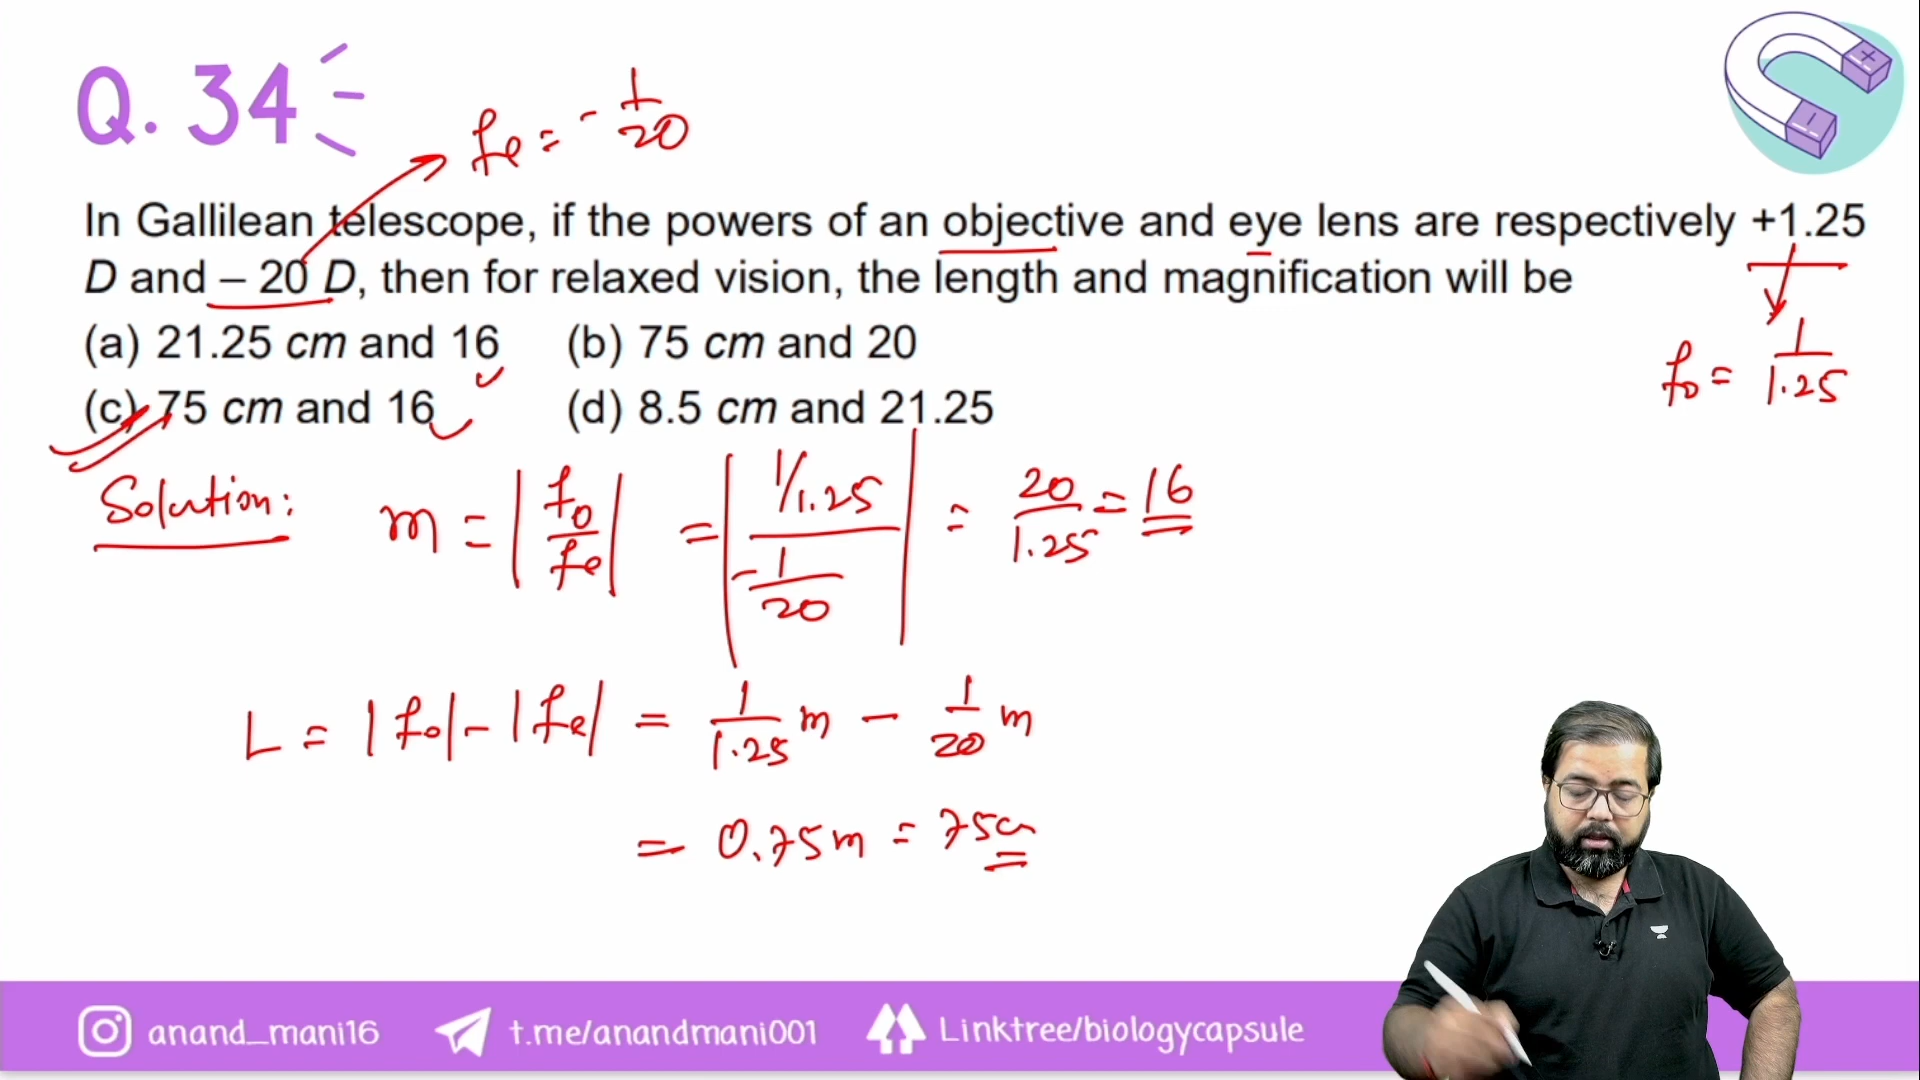 Q. 34
fe = - 1/20
In Gallilean telescope, if the powers of an objective and eye lens are respectively +1.25
D and – 20 D, then for relaxed vision, the length and magnification will be
(a) 21.25 cm and 16 (b) 75 cm and 20
(c) 75 cm and 16 (d) 8.5 cm and 21.25
fo = 1/1.25
Solution: m = |fo/fe| = |1/1.25 / -1/20| = 20/1.25 = 16
L = |fo| - |fe| = 1/1.25 m - 1/20 m
= 0.75m = 75cm
anand_mani16 t.me/anandmani001 Linktree/biologycapsule